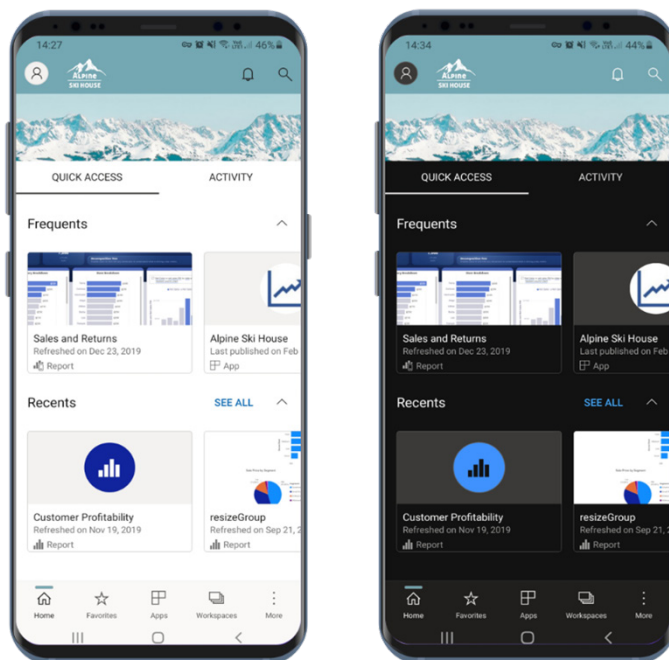 14:27
46%
ALPINE
SKI HOUSE
QUICK ACCESS
ACTIVITY
Frequents
Sales and Returns
Refreshed on Dec 23, 2019
Report
Alpine Ski House
Last published on Feb
App
Recents
SEE ALL
Customer Profitability
Refreshed on Nov 19, 2019
Report
resizeGroup
Refreshed on Sep 21, 2
Report
Home
Favorites
Apps
Workspaces
More
14:34
44%
ALPINE
SKI HOUSE
QUICK ACCESS
ACTIVITY
Frequents
Sales and Returns
Refreshed on Dec 23, 2019
Report
Alpine Ski House
Last published on Feb
App
Recents
SEE ALL
Customer Profitability
Refreshed on Nov 19, 2019
Report
resizeGroup
Refreshed on Sep 21, 2
Report
Home
Favorites
Apps
Workspaces
More